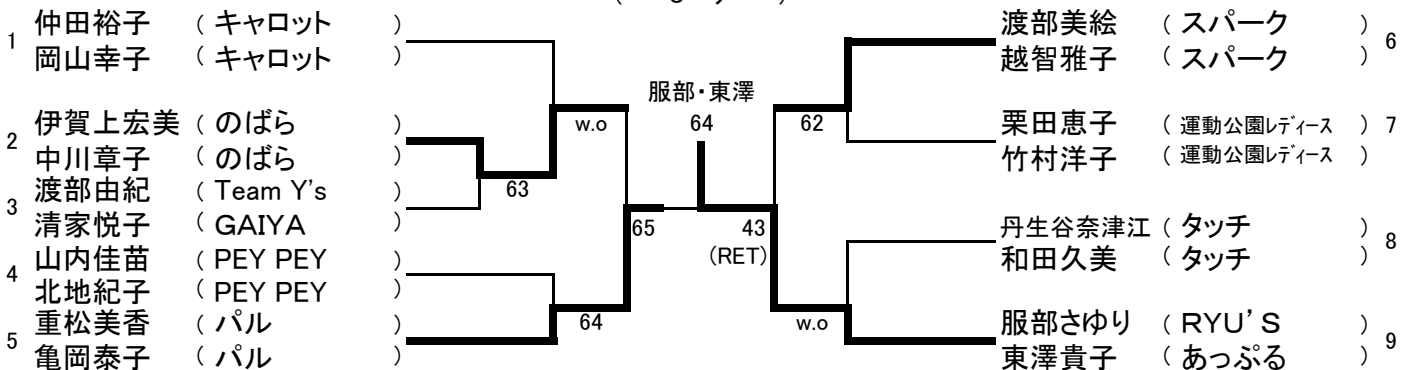 1 仲田裕子 ( キャロット )
岡山幸子 ( キャロット )
2 伊賀上宏美 ( のばら )
中川章子 ( のばら )
3 渡部由紀 ( Team Y's )
清家悦子 ( GAIYA )
4 山内佳苗 ( PEY PEY )
北地紀子 ( PEY PEY )
5 重松美香 ( パル )
亀岡泰子 ( パル )
63
w.o
64
65
服部・東澤
64
43
(RET)
62
w.o
渡部美絵 ( スパーク ) 6
越智雅子 ( スパーク )
栗田恵子 ( 運動公園レディース ) 7
竹村洋子 ( 運動公園レディース )
丹生谷奈津江 ( タッチ ) 8
和田久美 ( タッチ )
服部さゆり ( RYU'S ) 9
東澤貴子 ( あっぷる )